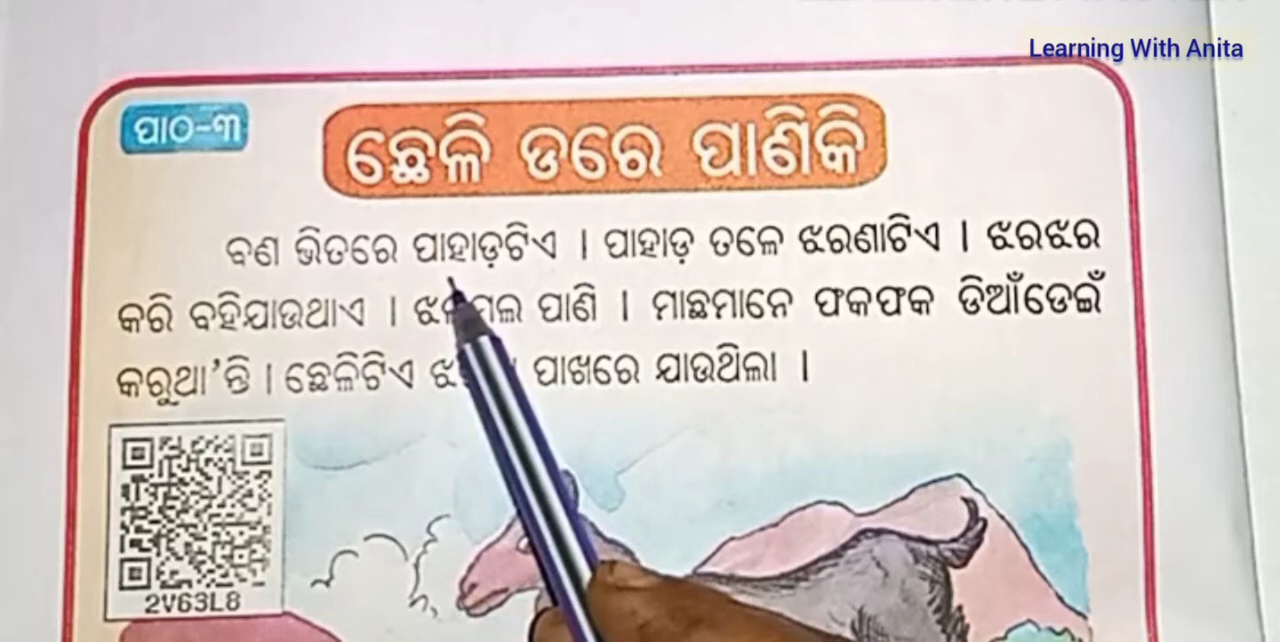 Learning With Anita
ପାଠ-୩
ଛେଳି ଡରେ ପାଣିକି
ବଣ ଭିତରେ ପାହାଡ଼ଟିଏ । ପାହାଡ଼ ତଳେ ଝରଣାଟିଏ । ଝରଝର
କରି ବହିଯାଉଥାଏ । ପାଣି । ମାଛମାନେ ଫକଫକ ଡିଆଁଡେଇଁ
କରୁଥା'ନ୍ତି । ଛେଳିଟିଏ ପାଖରେ ଯାଉଥିଲା ।
2V63L8